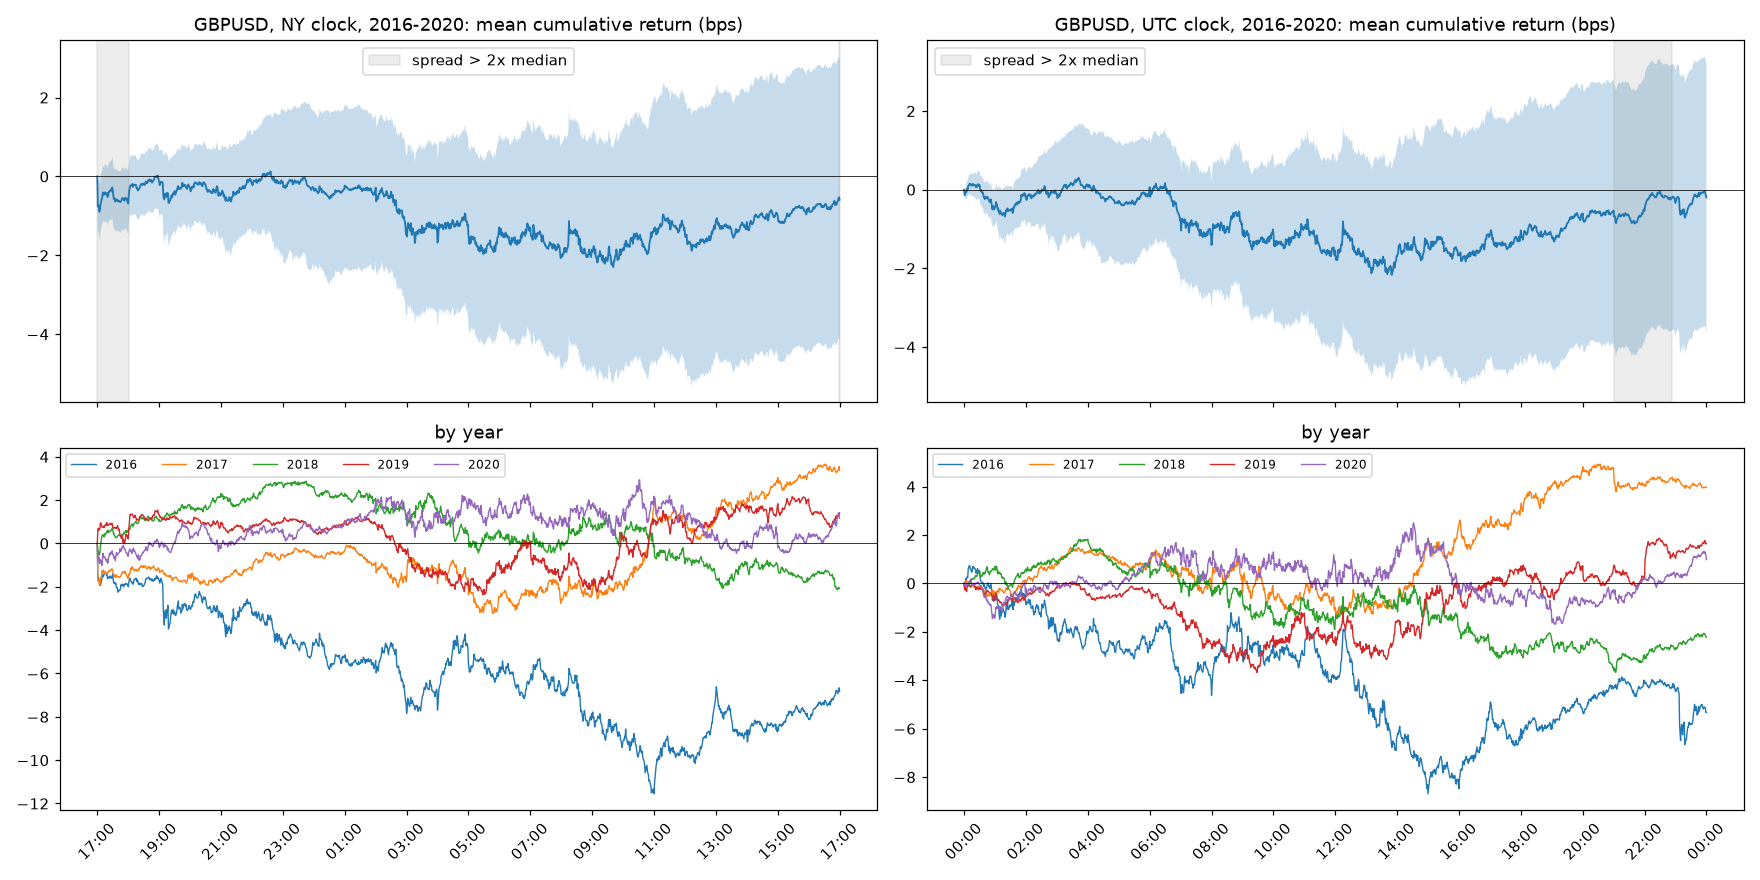 GBPUSD, NY clock, 2016-2020: mean cumulative return (bps)
spread > 2x median
2
0
−2
−4
GBPUSD, UTC clock, 2016-2020: mean cumulative return (bps)
spread > 2x median
2
0
−2
−4
by year
2016 2017 2018 2019 2020
4
2
0
−2
−4
−6
−8
−10
−12
17:00 19:00 21:00 23:00 01:00 03:00 05:00 07:00 09:00 11:00 13:00 15:00 17:00
by year
2016 2017 2018 2019 2020
4
2
0
−2
−4
−6
−8
00:00 02:00 04:00 06:00 08:00 10:00 12:00 14:00 16:00 18:00 20:00 22:00 00:00